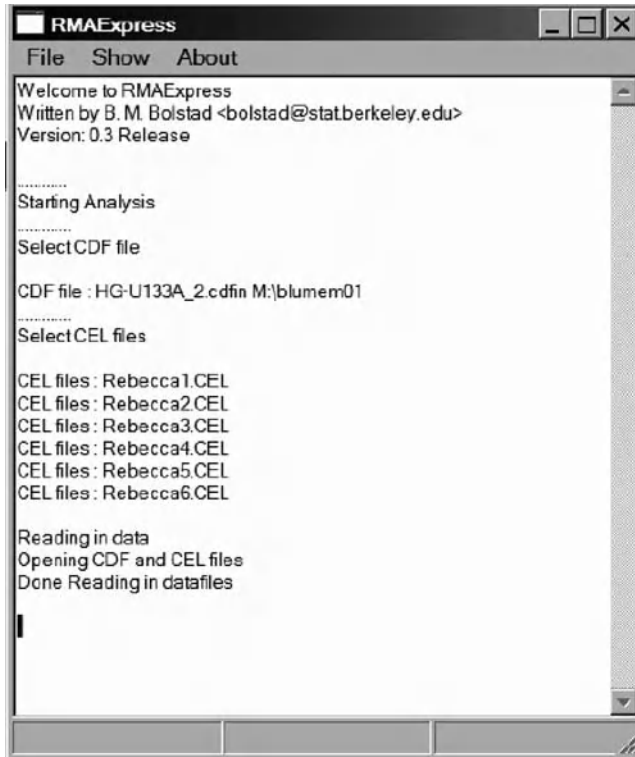 RMAExpress
File Show About
Welcome to RMAExpress
Written by B. M. Bolstad <bolstad@stat.berkeley.edu>
Version: 0.3 Release
............
Starting Analysis
.............
Select CDF file
CDF file : HG-U133A_2.cdfin M:\blumem01
.............
Select CEL files
CEL files : Rebecca1.CEL
CEL files : Rebecca2.CEL
CEL files : Rebecca3.CEL
CEL files : Rebecca4.CEL
CEL files : Rebecca5.CEL
CEL files : Rebecca6.CEL
Reading in data
Opening CDF and CEL files
Done Reading in datafiles